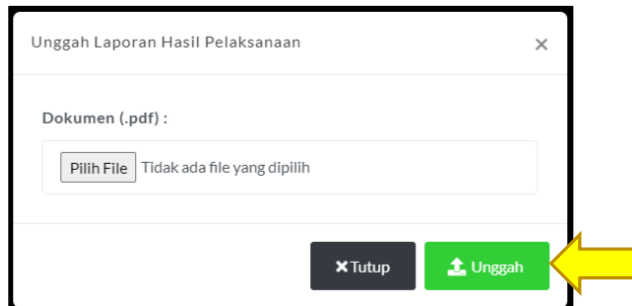 Unggah Laporan Hasil Pelaksanaan ×
Dokumen (.pdf) :
Pilih File Tidak ada file yang dipilih
×Tutup Unggah